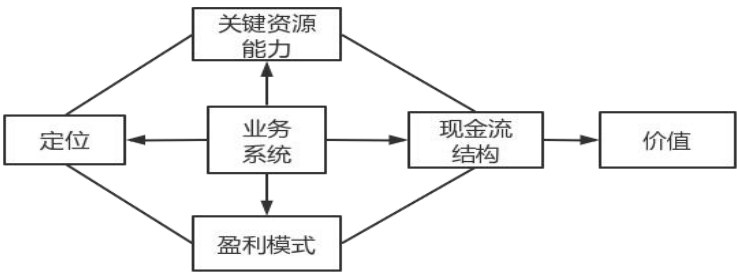 关键资源
能力
定位
业务
系统
现金流
结构
价值
盈利模式